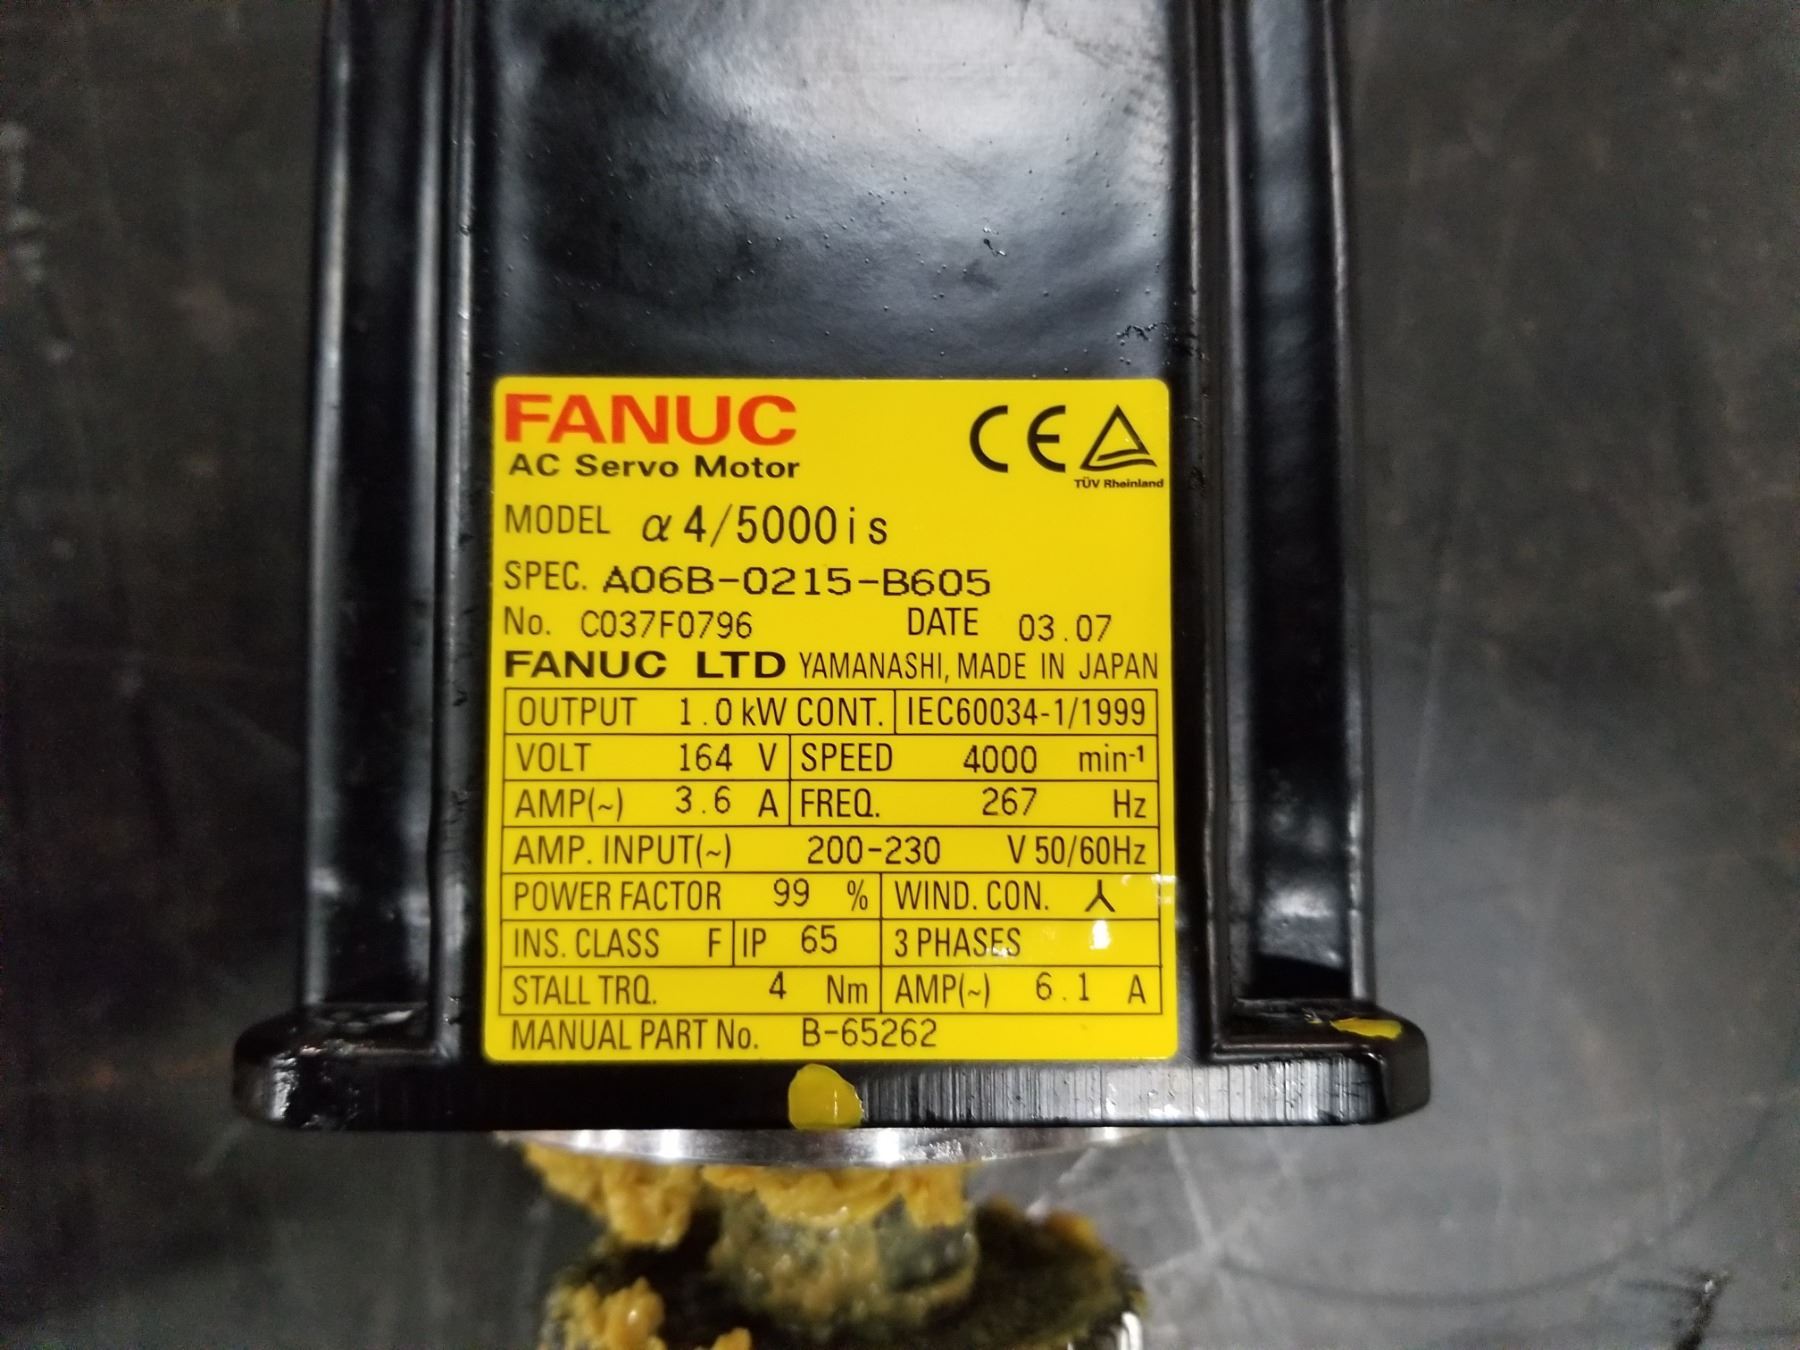 FANUC
AC Servo Motor
CE
TÜV Rheinland
MODEL α4/5000is
SPEC. A06B-0215-B605
No. C037F0796 DATE 03.07
FANUC LTD YAMANASHI, MADE IN JAPAN
OUTPUT 1.0 kW CONT. IEC60034-1/1999
VOLT 164 V SPEED 4000 min-¹
AMP(~) 3.6 A FREQ. 267 Hz
AMP. INPUT(~) 200-230 V 50/60Hz
POWER FACTOR 99 % WIND. CON.
INS. CLASS F IP 65 3 PHASES
STALL TRQ. 4 Nm AMP(~) 6.1 A
MANUAL PART No. B-65262